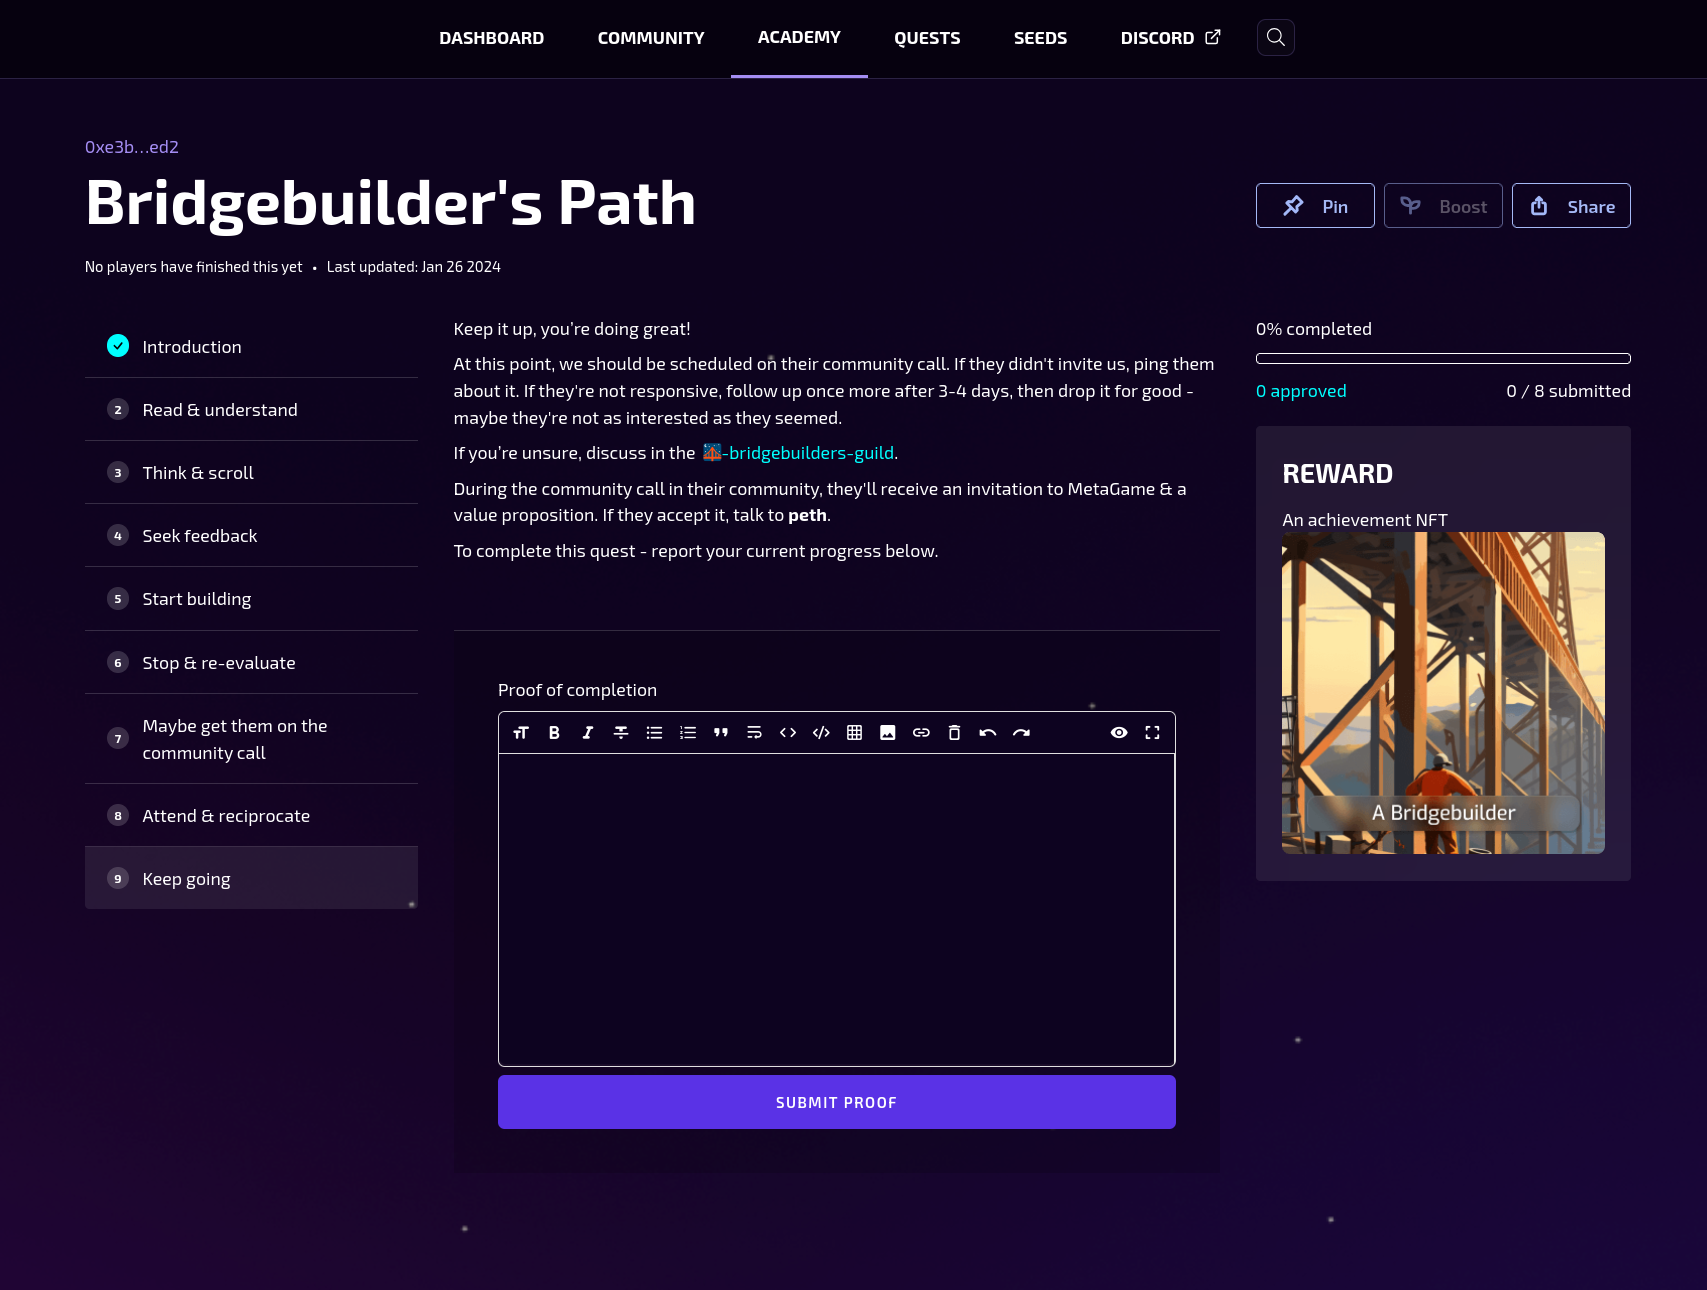 DASHBOARD COMMUNITY ACADEMY QUESTS SEEDS DISCORD
0xe3b...ed2
Bridgebuilder's Path
Pin Boost Share
No players have finished this yet • Last updated: Jan 26 2024
Introduction
2 Read & understand
3 Think & scroll
4 Seek feedback
5 Start building
6 Stop & re-evaluate
7 Maybe get them on the
community call
8 Attend & reciprocate
9 Keep going
Keep it up, you're doing great!
At this point, we should be scheduled on their community call. If they didn't invite us, ping them
about it. If they're not responsive, follow up once more after 3-4 days, then drop it for good -
maybe they're not as interested as they seemed.
If you're unsure, discuss in the 🌉-bridgebuilders-guild.
During the community call in their community, they'll receive an invitation to MetaGame & a
value proposition. If they accept it, talk to peth.
To complete this quest - report your current progress below.
Proof of completion
SUBMIT PROOF
0% completed
0 approved 0 / 8 submitted
REWARD
An achievement NFT
A Bridgebuilder